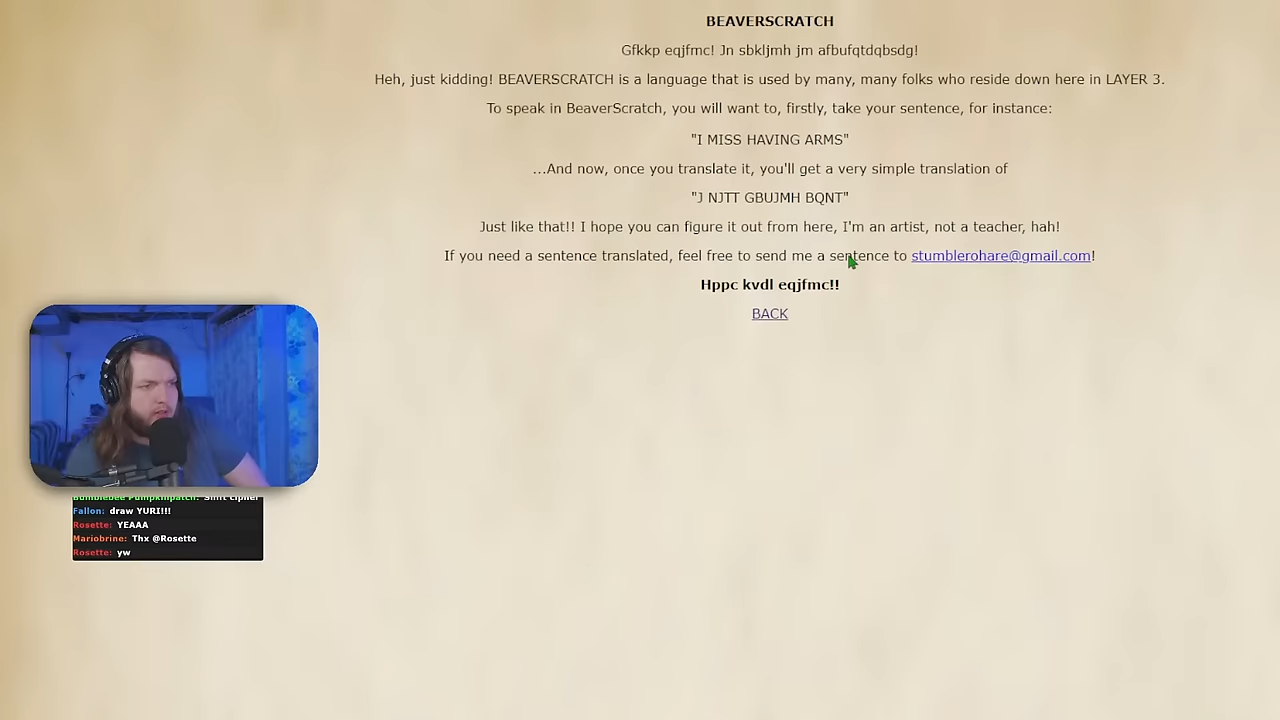 BEAVERSCRATCH
Gfkkp eqjfmc! Jn sbkljmh jm afbufqtdqbsdg!
Heh, just kidding! BEAVERSCRATCH is a language that is used by many, many folks who reside down here in LAYER 3.
To speak in BeaverScratch, you will want to, firstly, take your sentence, for instance:
"I MISS HAVING ARMS"
...And now, once you translate it, you'll get a very simple translation of
"J NJTT GBUJMH BQNT"
Just like that!! I hope you can figure it out from here, I'm an artist, not a teacher, hah!
If you need a sentence translated, feel free to send me a sentence to stumblerohare@gmail.com!
Hppc kvdl eqjfmc!!
BACK
Bumblebee Pumpkinpatch: Shift cipher
Fallon: draw YURI!!!
Rosette: YEAAA
Mariobrine: Thx @Rosette
Rosette: yw